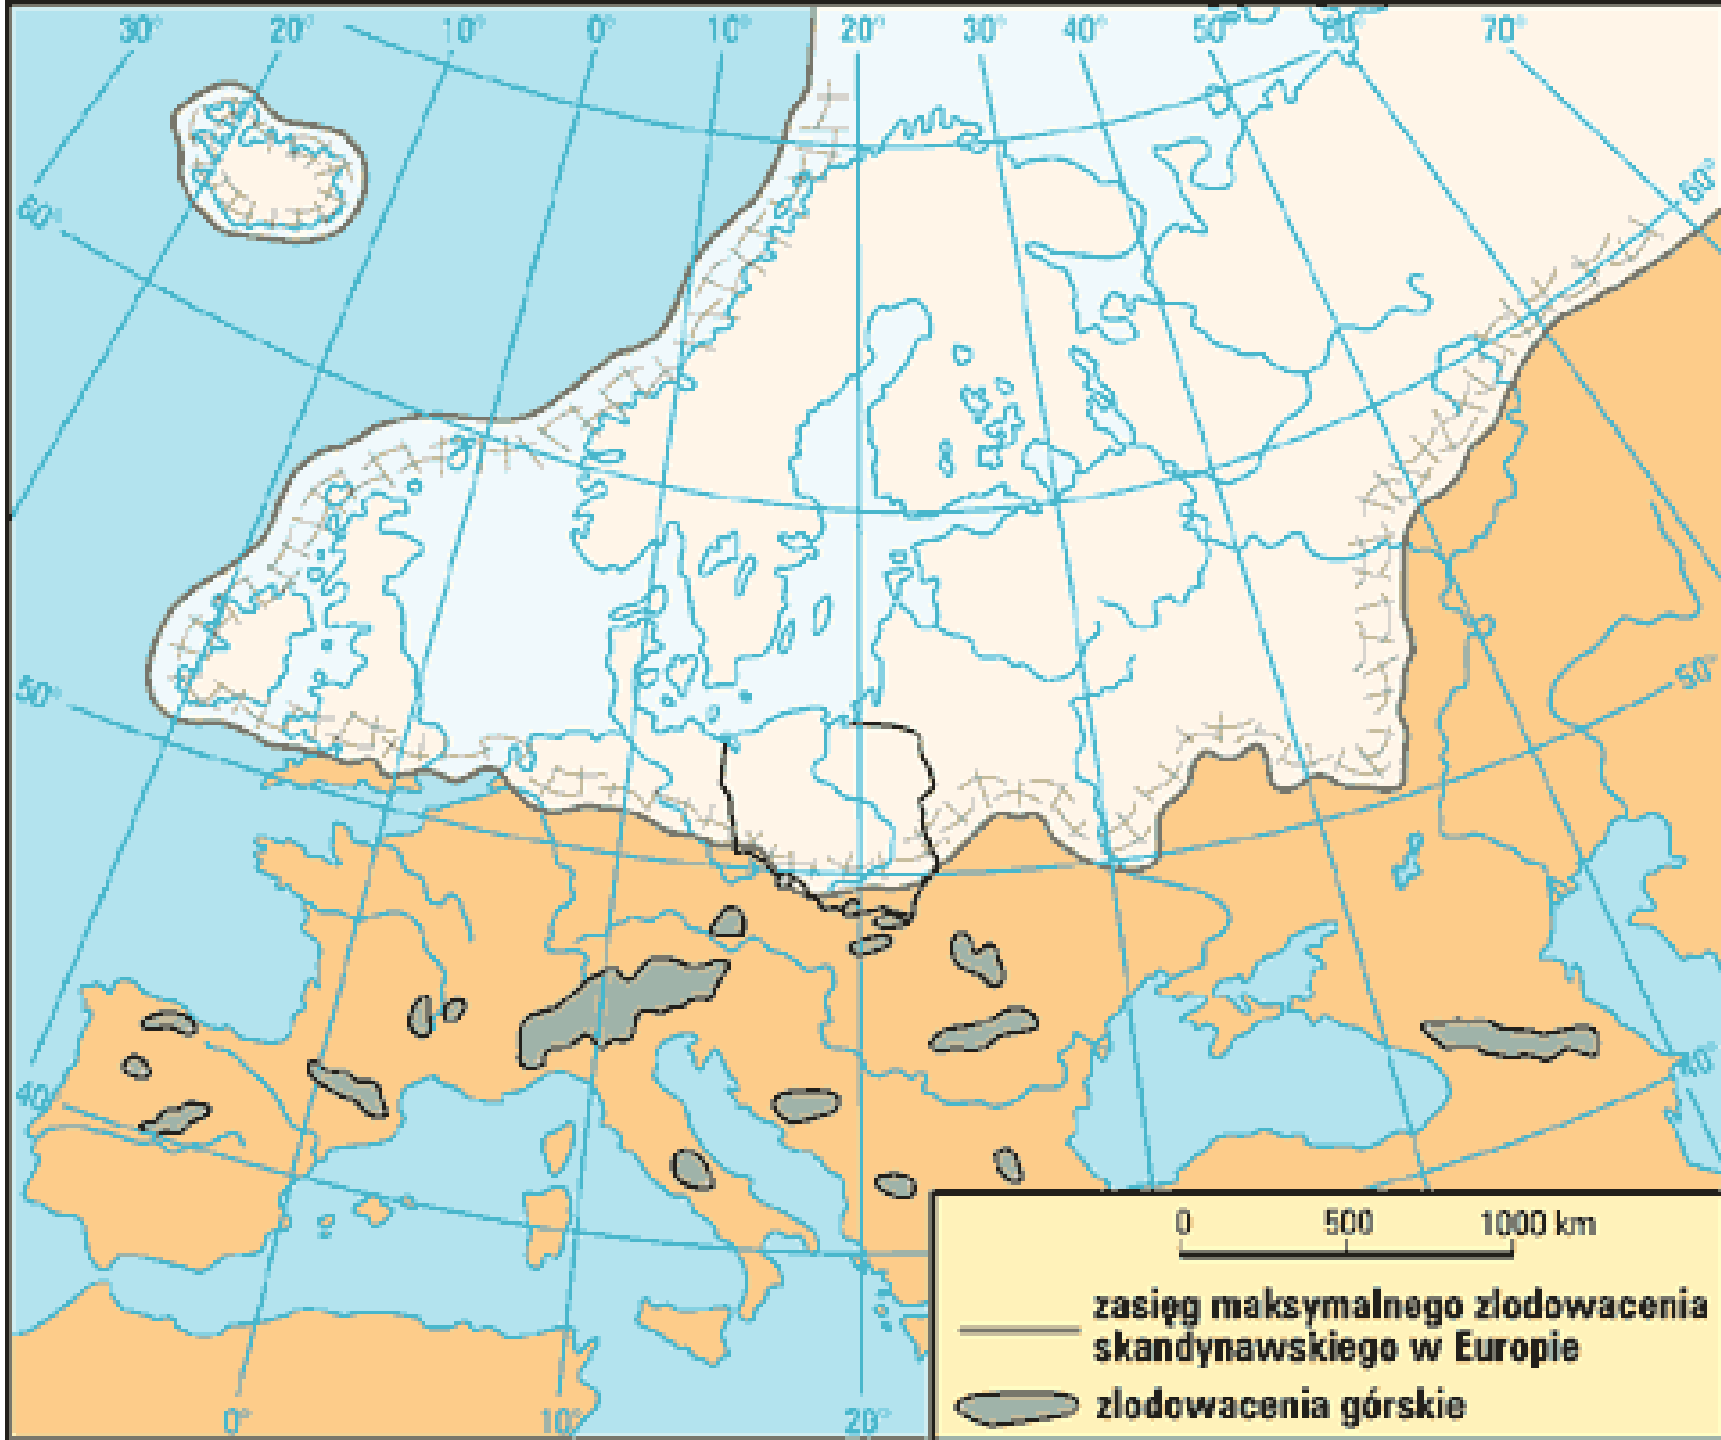 30° 20° 10° 0° 10° 20° 30° 40° 50° 60° 70°
60° 60°
50° 50°
40° 40°
0° 10° 20°
0 500 1000 km
zasięg maksymalnego zlodowacenia
skandynawskiego w Europie
zlodowacenia górskie